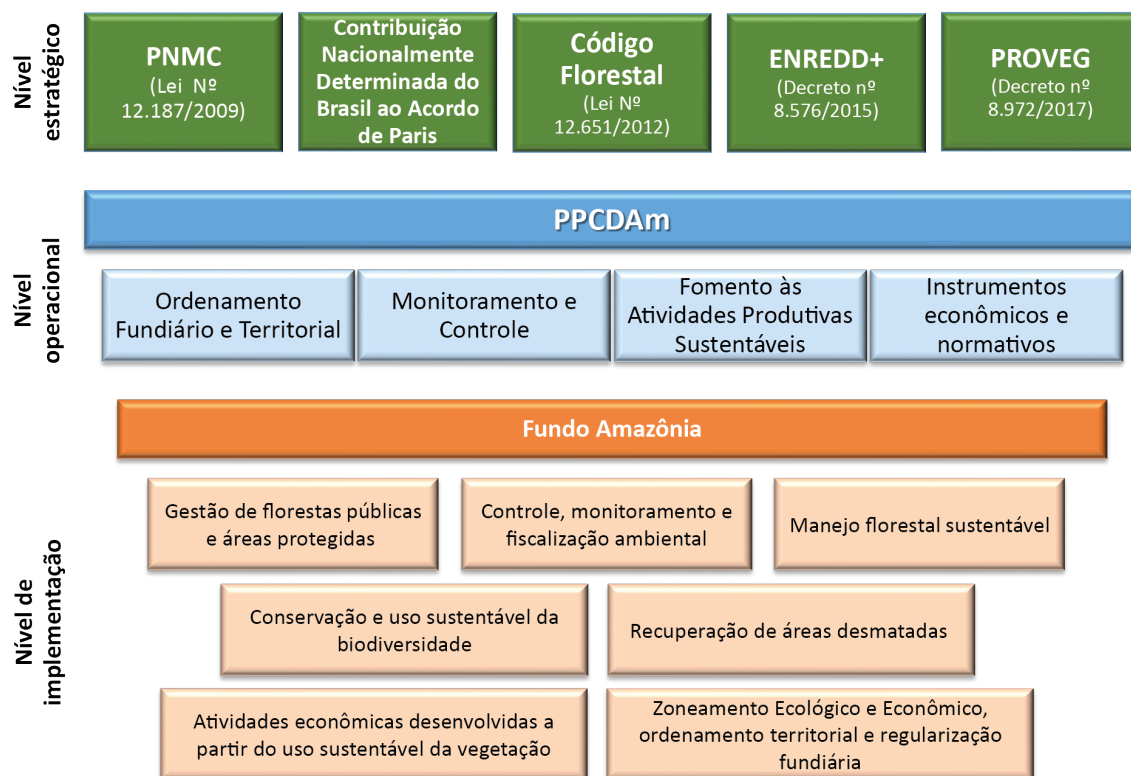 Nível
estratégico
PNMC
(Lei Nº
12.187/2009)
Contribuição
Nacionalmente
Determinada do
Brasil ao Acordo
de Paris
Código
Florestal
(Lei Nº
12.651/2012)
ENREDD+
(Decreto nº
8.576/2015)
PROVEG
(Decreto nº
8.972/2017)
Nível
operacional
PPCDAm
Ordenamento
Fundiário e Territorial
Monitoramento e
Controle
Fomento às
Atividades Produtivas
Sustentáveis
Instrumentos
econômicos e
normativos
Nível de
implementação
Fundo Amazônia
Gestão de florestas públicas
e áreas protegidas
Controle, monitoramento e
fiscalização ambiental
Manejo florestal sustentável
Conservação e uso sustentável da
biodiversidade
Recuperação de áreas desmatadas
Atividades econômicas desenvolvidas a
partir do uso sustentável da vegetação
Zoneamento Ecológico e Econômico,
ordenamento territorial e regularização
fundiária